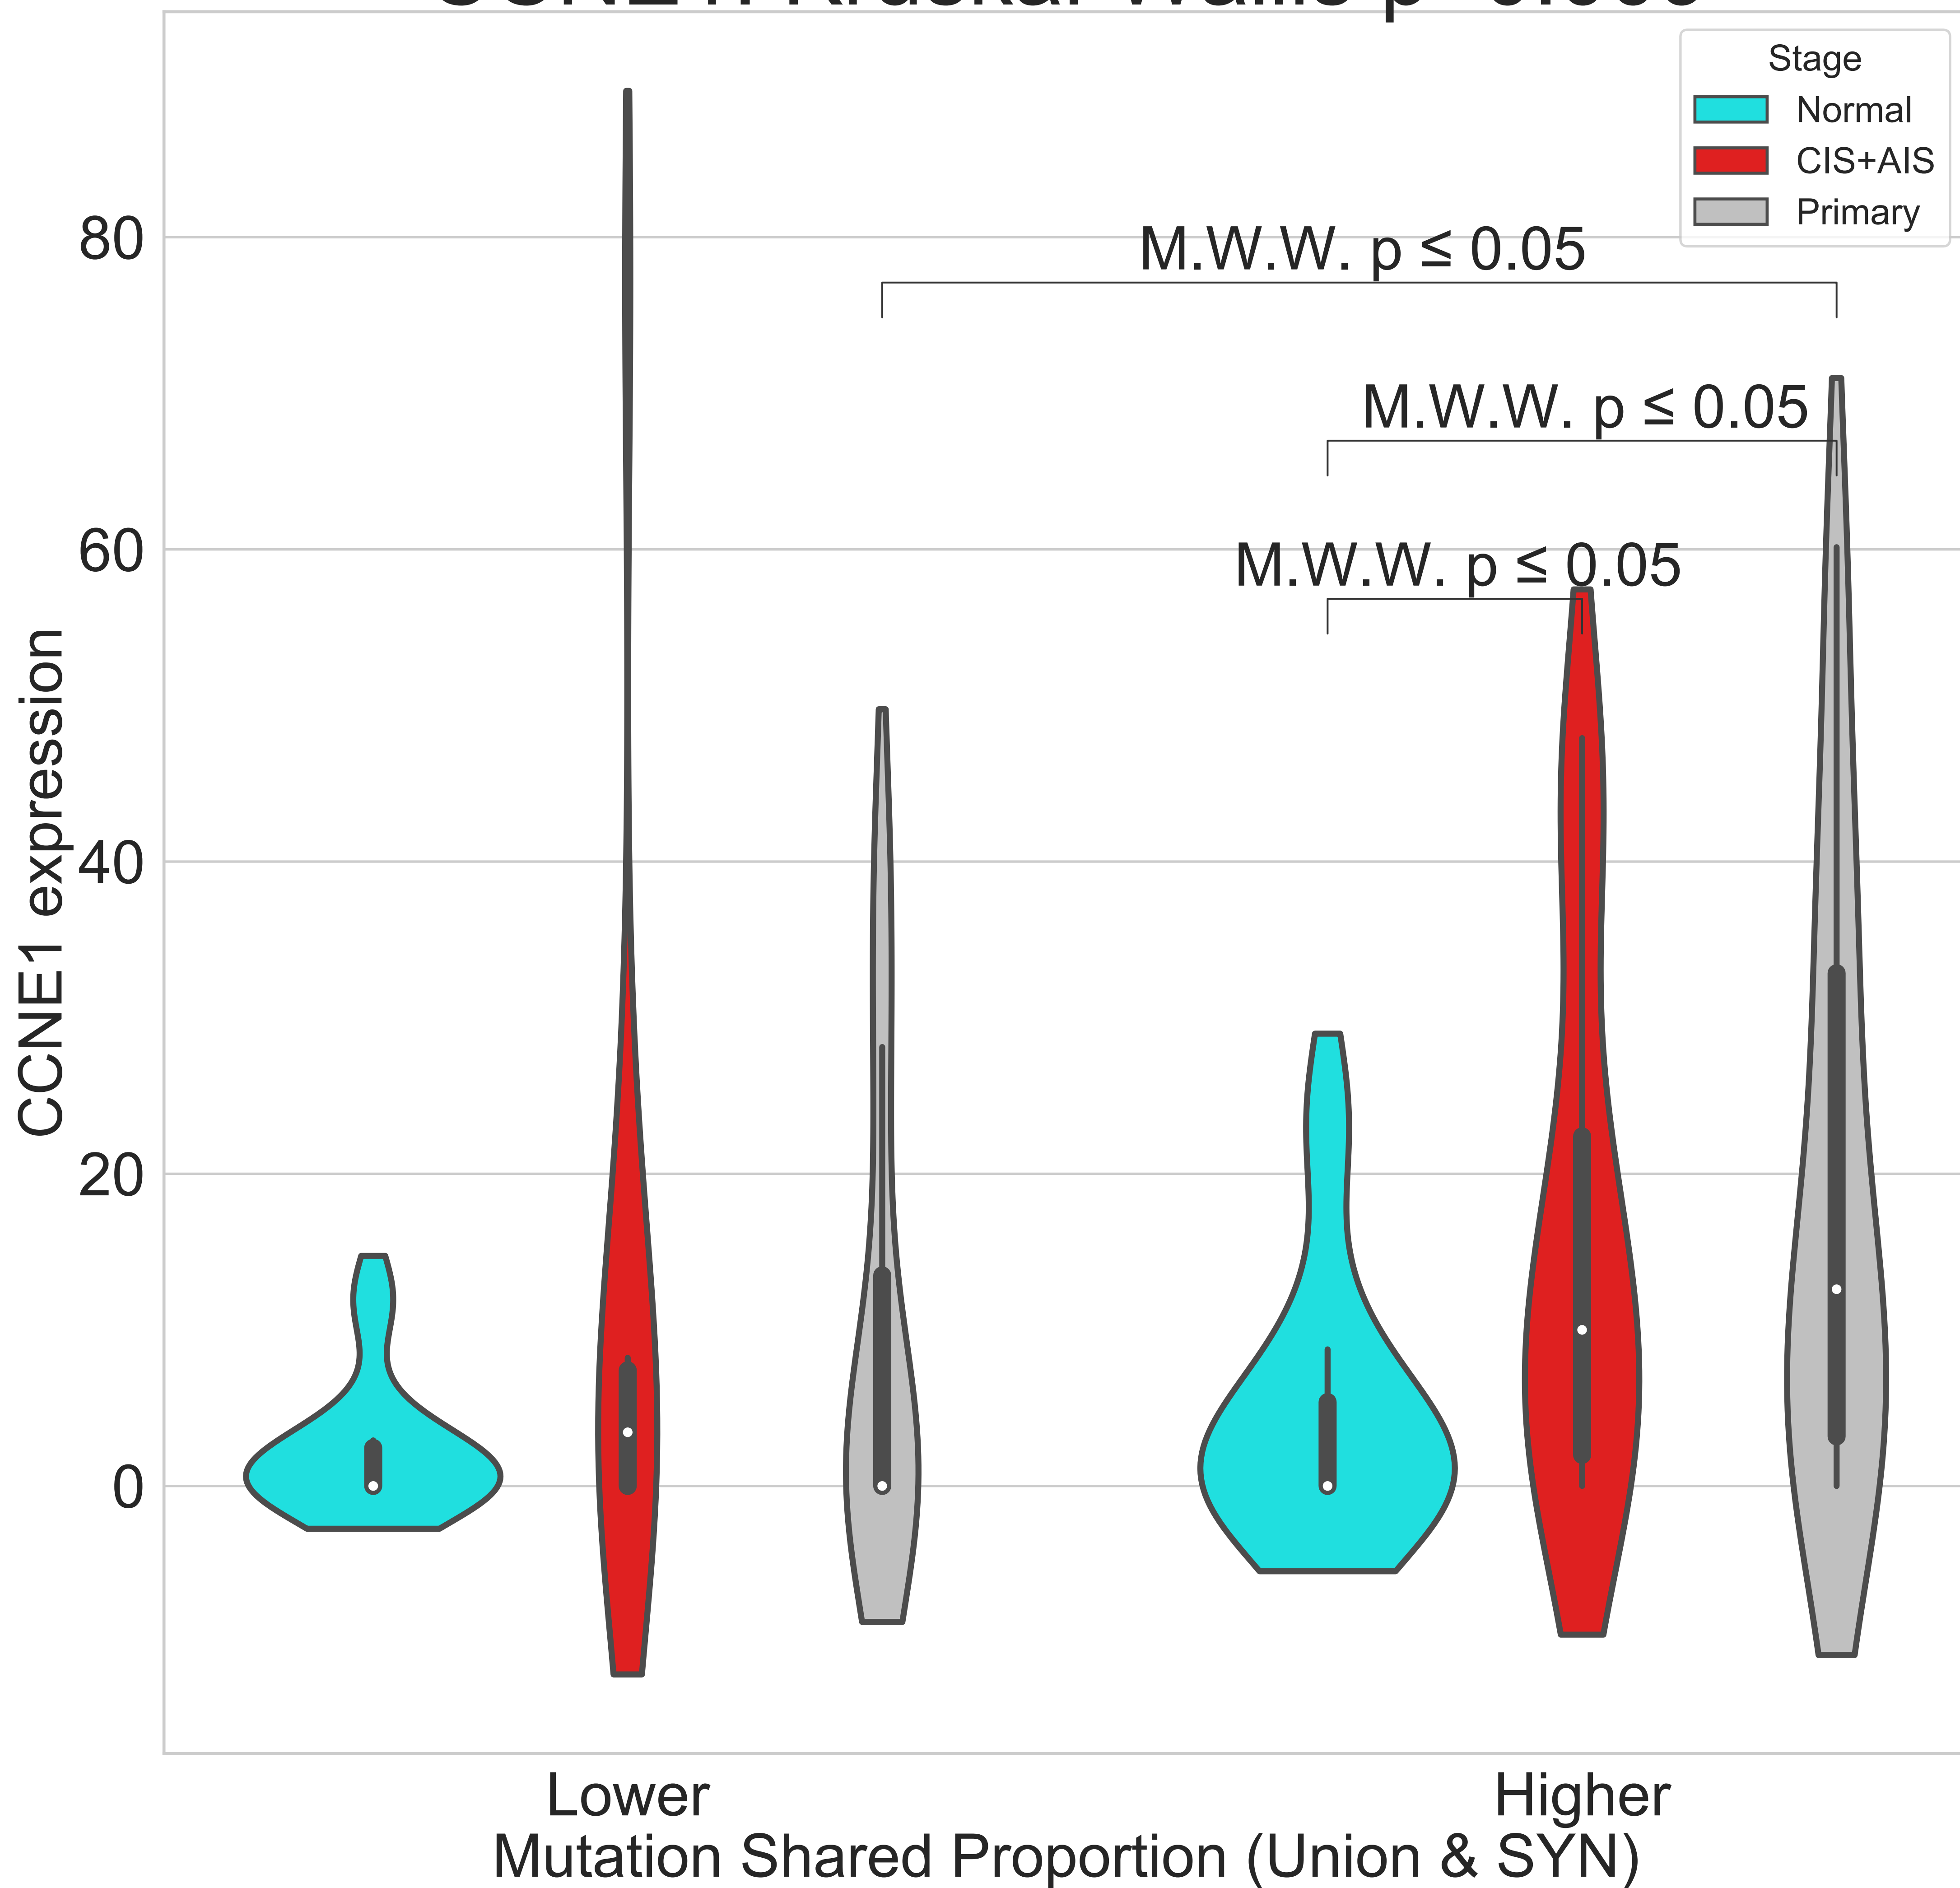 Stage
Normal
CIS+AIS
Primary
M.W.W. p ≤ 0.05
M.W.W. p ≤ 0.05
M.W.W. p ≤ 0.05
80
60
40
20
0
CCNE1 expression
Lower
Higher
Mutation Shared Proportion (Union & SYN)